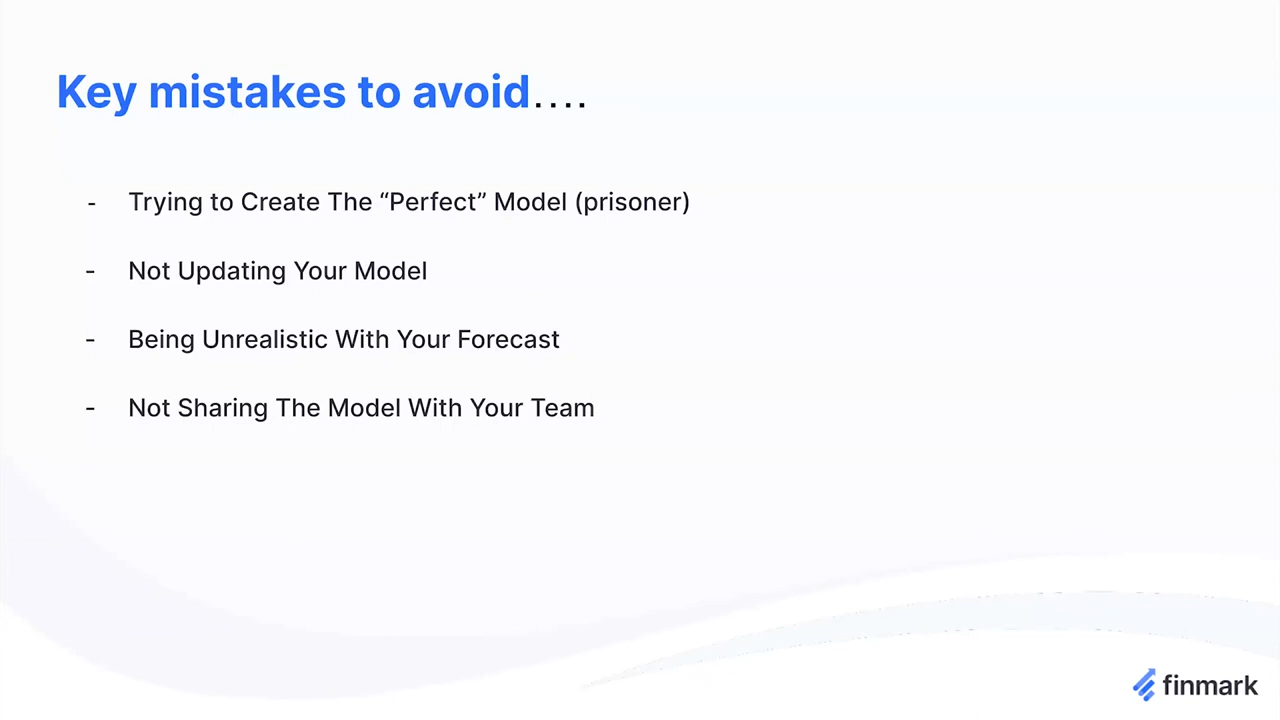 Key mistakes to avoid....
- Trying to Create The “Perfect” Model (prisoner)
- Not Updating Your Model
- Being Unrealistic With Your Forecast
- Not Sharing The Model With Your Team
finmark